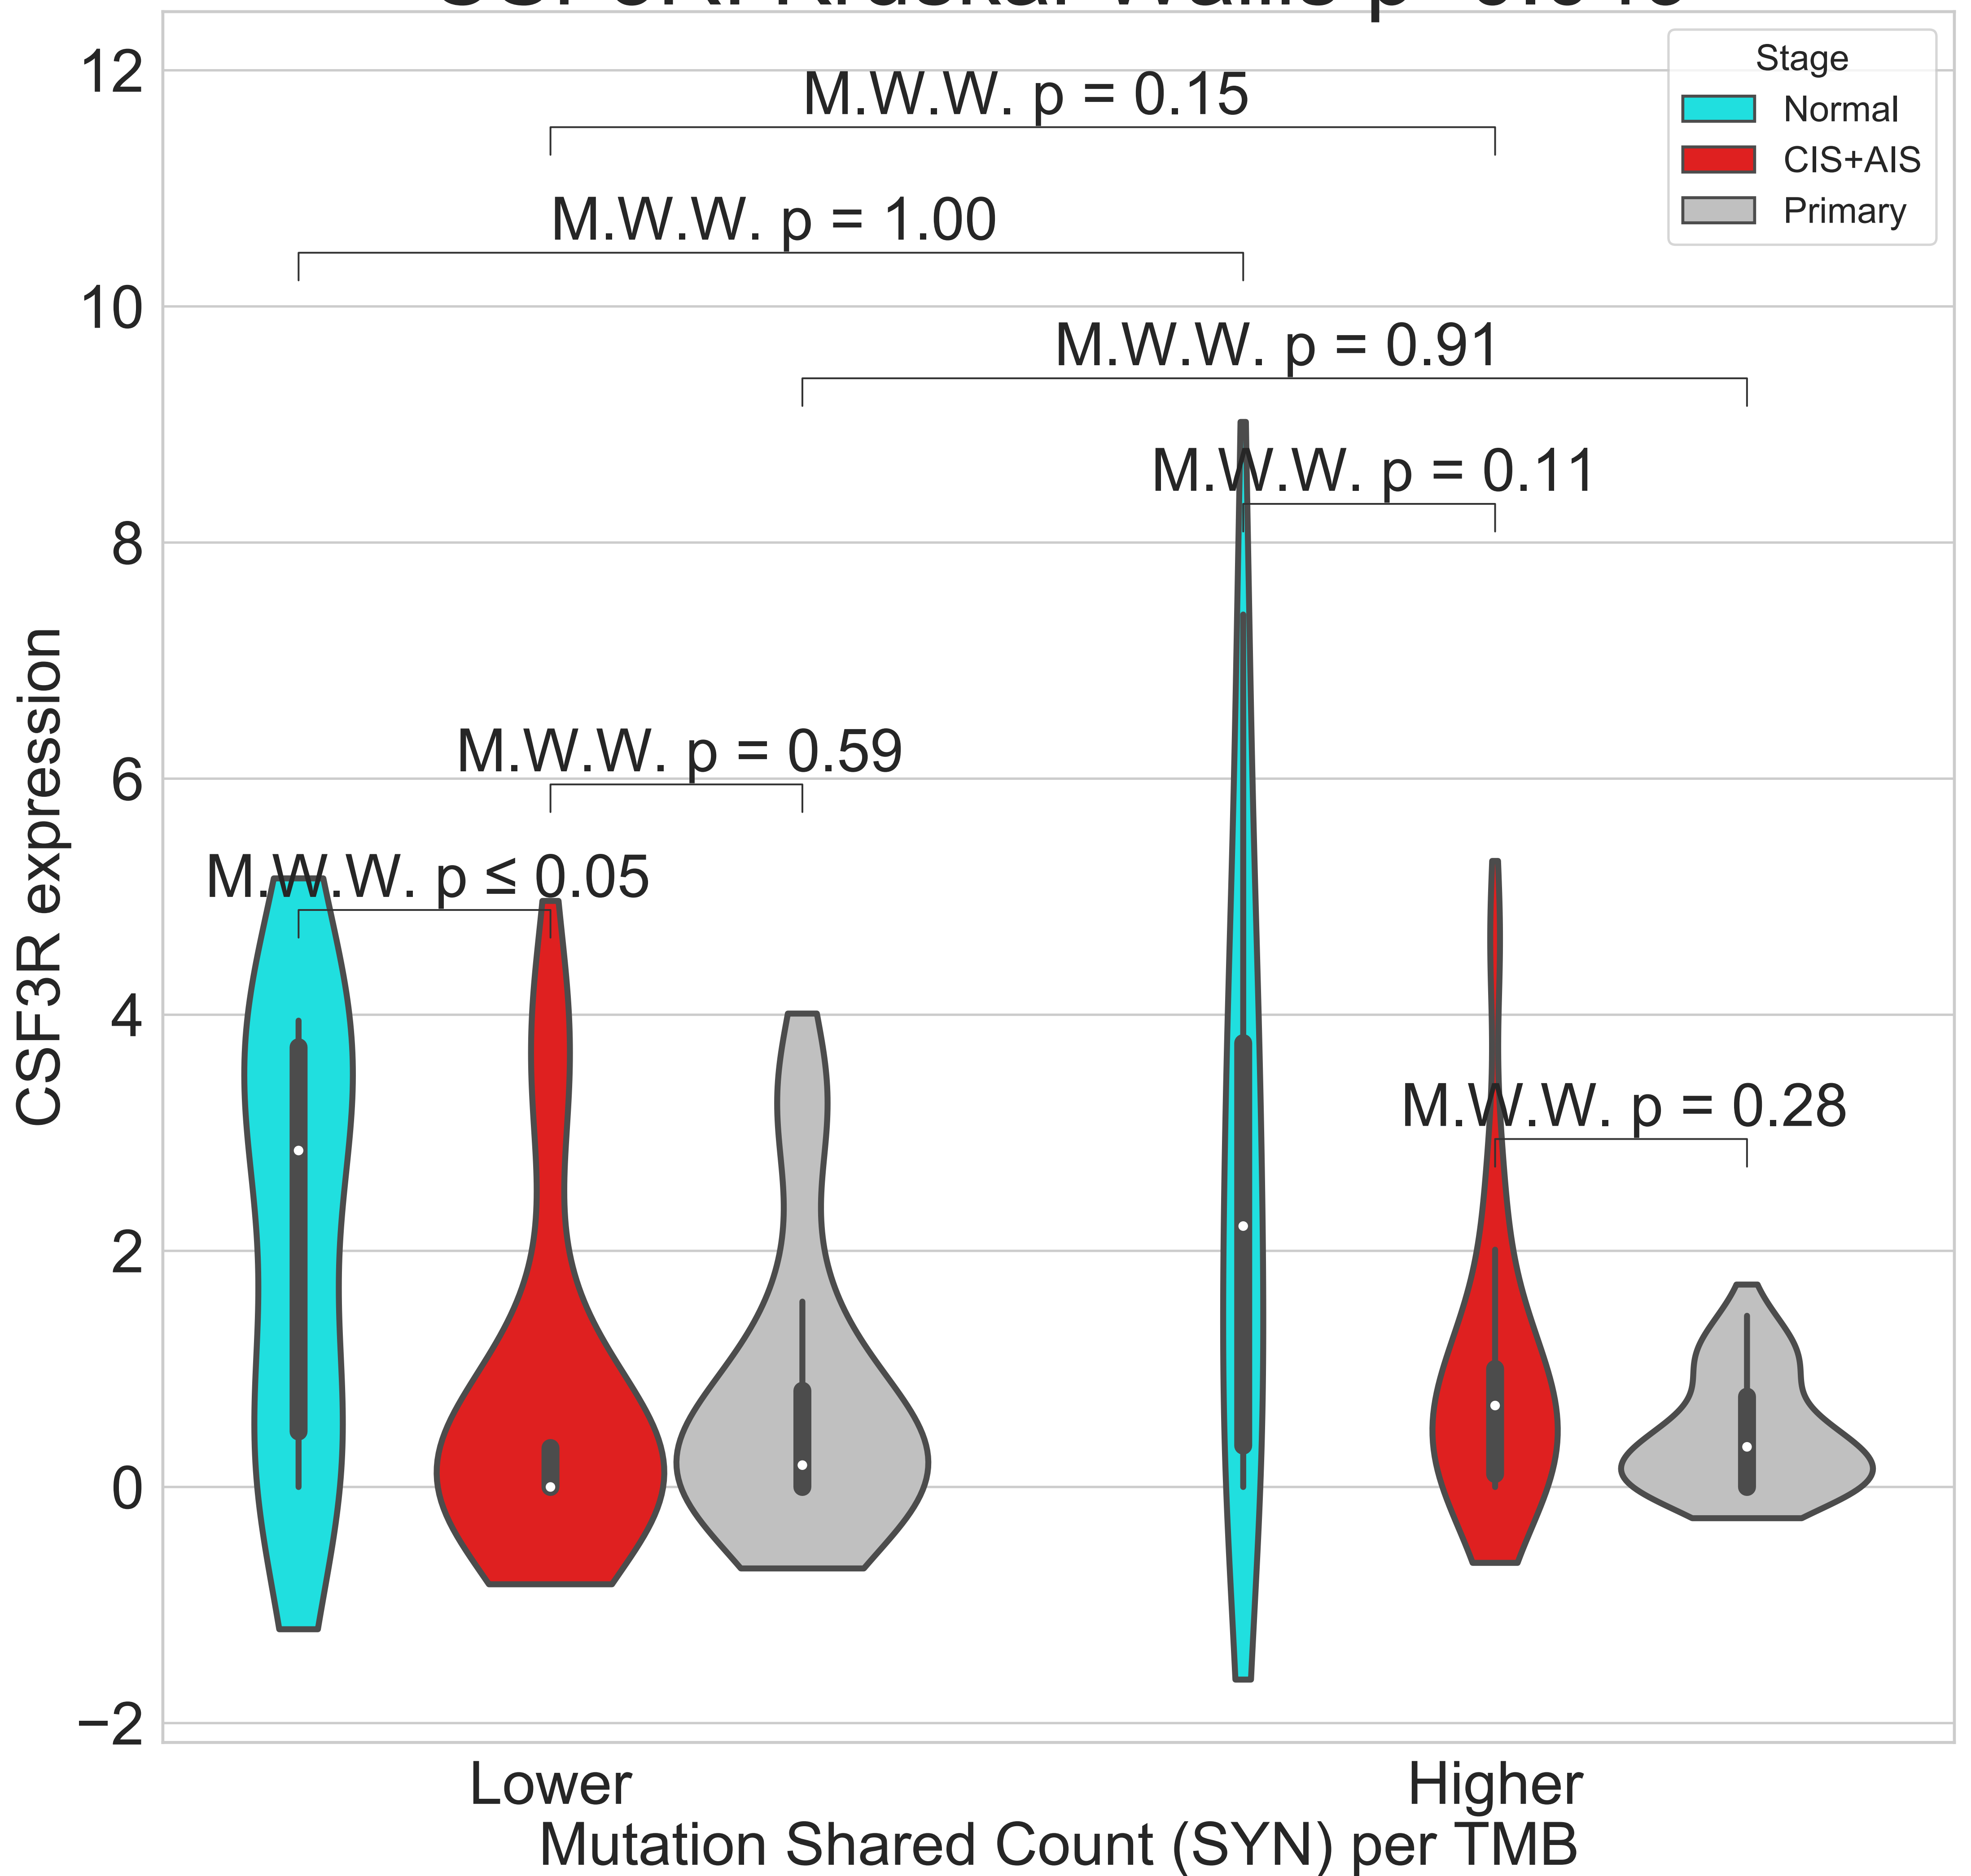 12
M.W.W. p = 0.15
Stage
Normal
CIS+AIS
Primary
M.W.W. p = 1.00
10
M.W.W. p = 0.91
M.W.W. p = 0.11
8
M.W.W. p = 0.59
6
M.W.W. p ≤ 0.05
CSF3R expression
4
M.W.W. p = 0.28
2
0
−2
Lower
Higher
Mutation Shared Count (SYN) per TMB